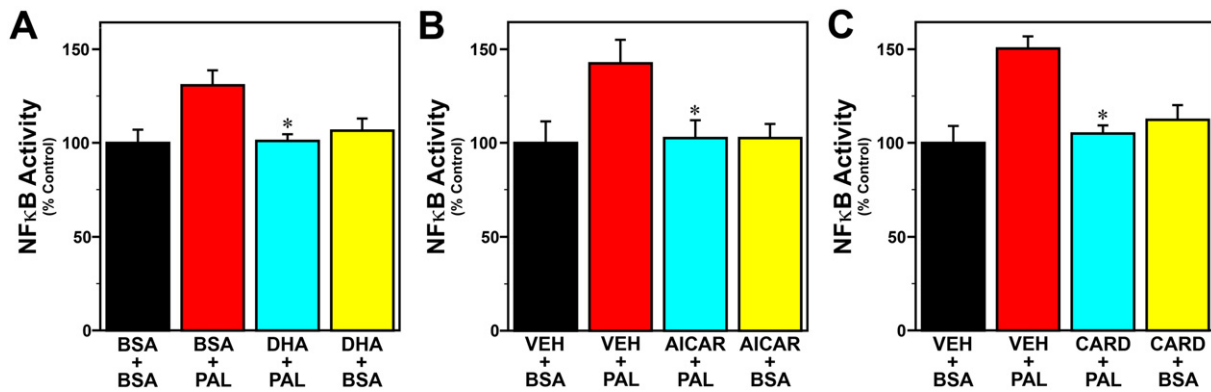 A
NFκB Activity
(% Control)
150
100
50
0
*
BSA
+
BSA
BSA
+
PAL
DHA
+
PAL
DHA
+
BSA
B
NFκB Activity
(% Control)
150
100
50
0
*
VEH
+
BSA
VEH
+
PAL
AICAR
+
PAL
AICAR
+
BSA
C
NFκB Activity
(% Control)
150
100
50
0
*
VEH
+
BSA
VEH
+
PAL
CARD
+
PAL
CARD
+
BSA